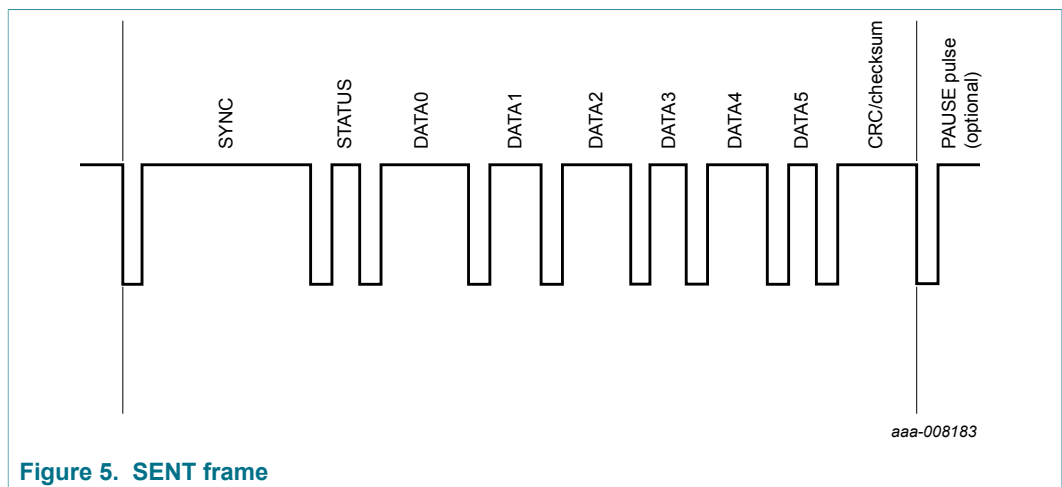 SYNC
STATUS
DATA0
DATA1
DATA2
DATA3
DATA4
DATA5
CRC/checksum
PAUSE pulse
(optional)
aaa-008183
Figure 5. SENT frame